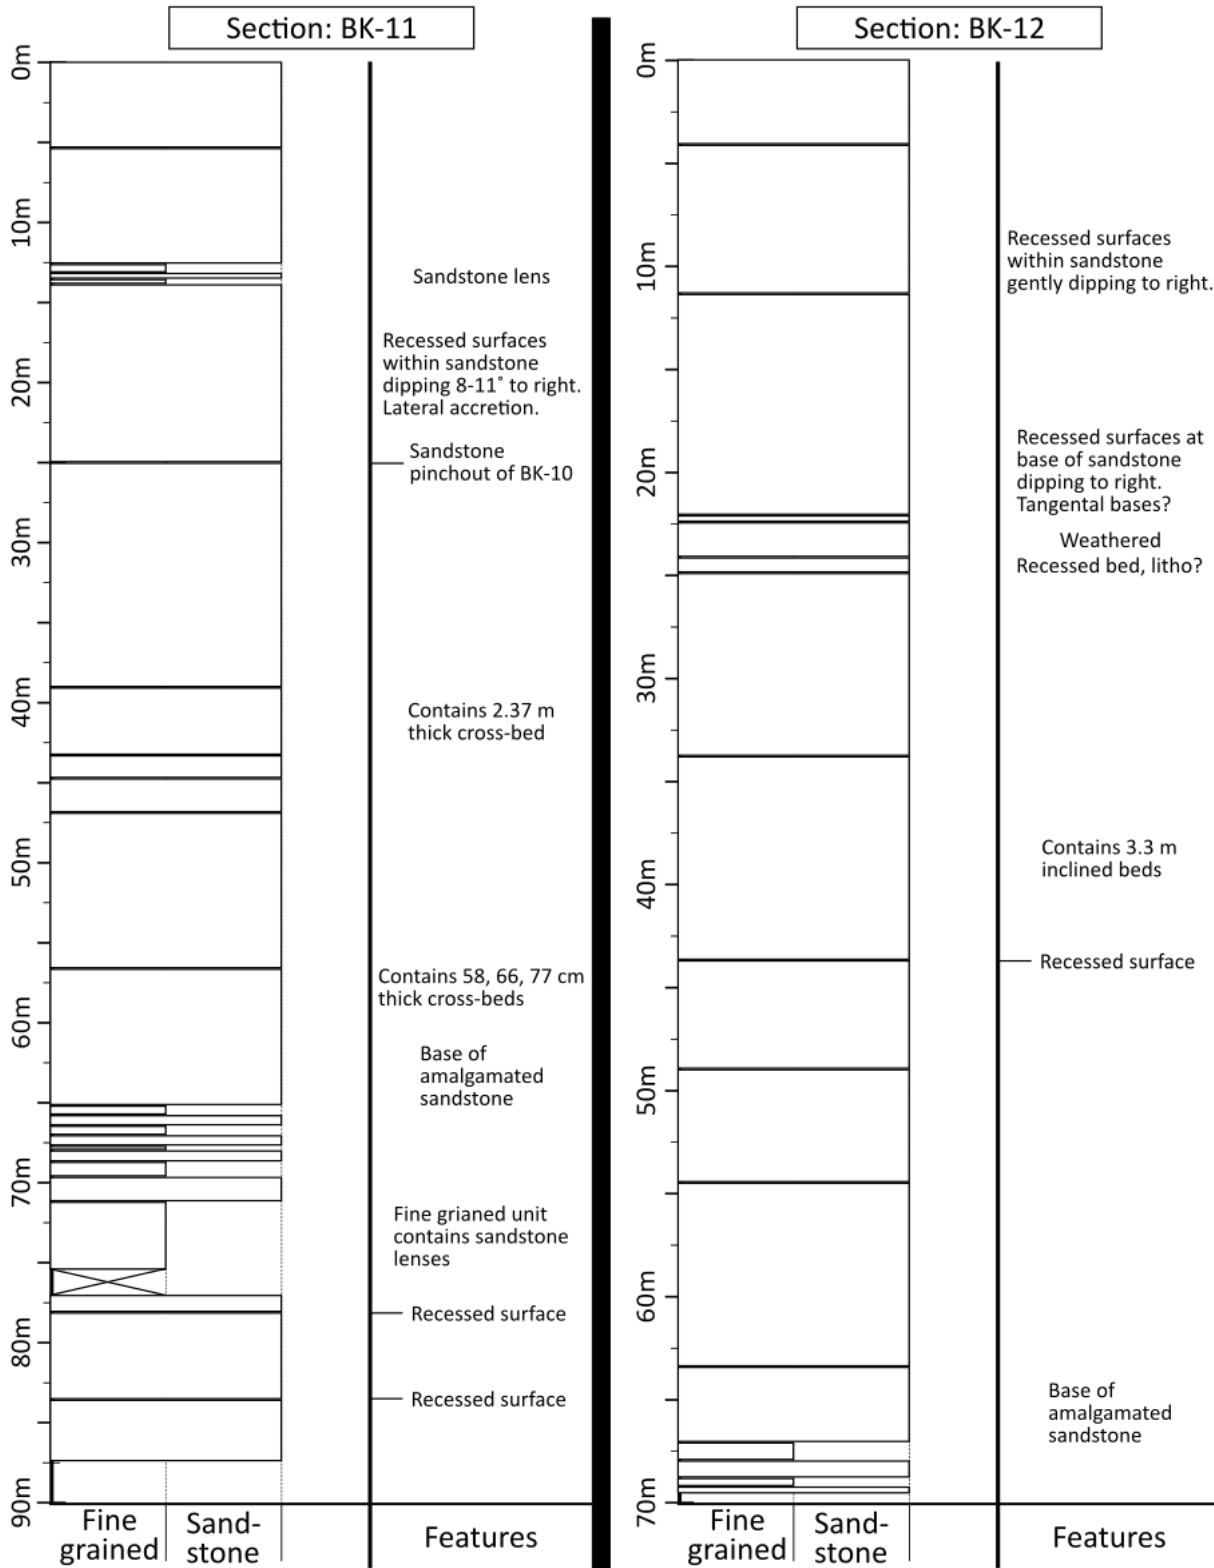 Section: BK-11
0m
10m
20m
30m
40m
50m
60m
70m
80m
90m
Sandstone lens
Recessed surfaces
within sandstone
dipping 8-11° to right.
Lateral accretion.
Sandstone
pinchout of BK-10
Contains 2.37 m
thick cross-bed
Contains 58, 66, 77 cm
thick cross-beds
Base of
amalgamated
sandstone
Fine grianed unit
contains sandstone
lenses
Recessed surface
Recessed surface
Fine
grained
Sand-
stone
Features
Section: BK-12
0m
10m
20m
30m
40m
50m
60m
70m
Recessed surfaces
within sandstone
gently dipping to right.
Recessed surfaces at
base of sandstone
dipping to right.
Tangental bases?
Weathered
Recessed bed, litho?
Contains 3.3 m
inclined beds
Recessed surface
Base of
amalgamated
sandstone
Fine
grained
Sand-
stone
Features